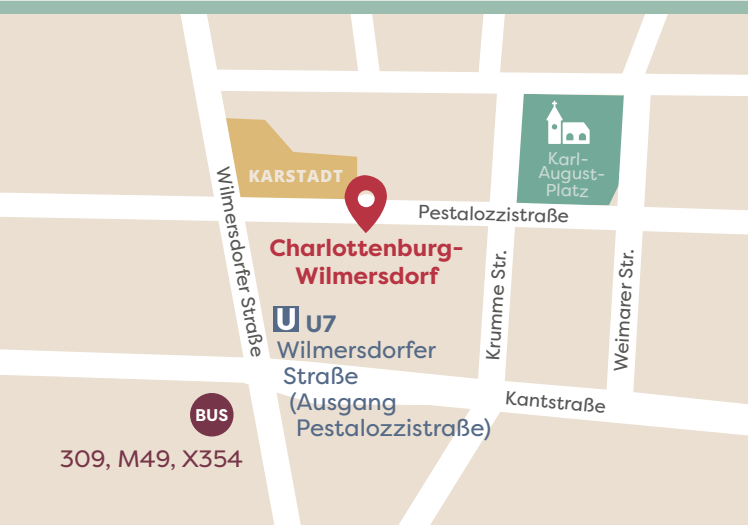 Karl-
August-
Platz
KARSTADT
Wilmersdorfer Straße
Pestalozzistraße
Charlottenburg-
Wilmersdorf
Krumme Str.
Weimarer Str.
U U7
Wilmersdorfer
Straße
(Ausgang
Pestalozzistraße)
Kantstraße
BUS
309, M49, X354